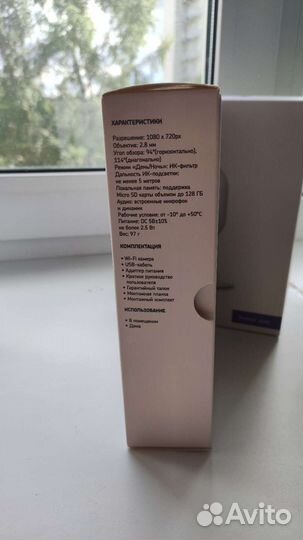 ХАРАКТЕРИСТИКИ
Разрешение: 1080 x 720px
Объектив: 2.8 мм
Угол обзора: 94°(горизонтально),
114°(диагонально)
Режим «День/Ночь»: ИК-фильтр
Дальность ИК-подсветки:
не менее 5 метров
Локальная память: поддержка
Micro SD карты объемом до 128 ГБ
Аудио: встроенные микрофон
и динамик
Рабочие условия: от -10° до +50°С
Питание: DC 5В±10%
не более 2.5 Вт
Вес: 97 г
КОМПЛЕКТАЦИЯ
• Wi-Fi камера
• USB-кабель
• Адаптер питания
• Краткое руководство
пользователя
• Гарантийный талон
• Монтажная планка
• Монтажный комплект
ИСПОЛЬЗОВАНИЕ
• В помещении
• Дома
Avito